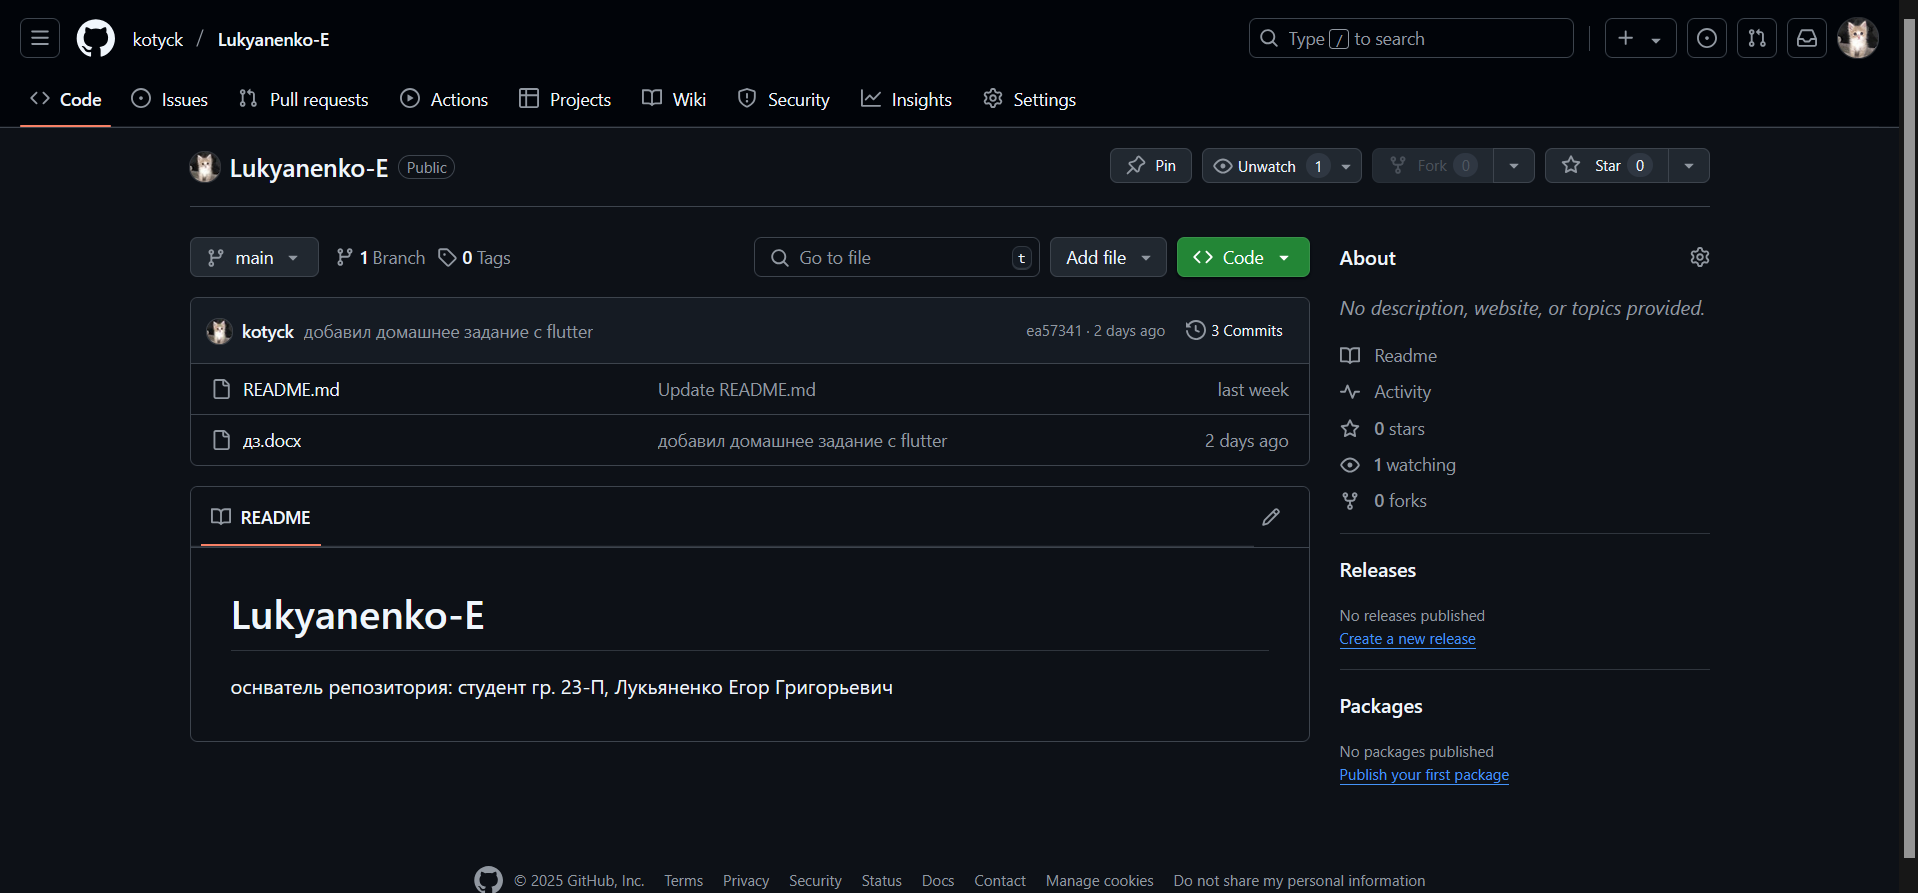 kotyck / Lukyanenko-E
Type / to search
Code Issues Pull requests Actions Projects Wiki Security Insights Settings
Lukyanenko-E Public
Pin Unwatch 1 Fork 0 Star 0
main 1 Branch 0 Tags Go to file t Add file Code
kotyck добавил домашнее задание с flutter ea57341 · 2 days ago 3 Commits
README.md Update README.md last week
дз.docx добавил домашнее задание с flutter 2 days ago
README
Lukyanenko-E
оснватель репозитория: студент гр. 23-П, Лукьяненко Егор Григорьевич
About
No description, website, or topics provided.
Readme
Activity
0 stars
1 watching
0 forks
Releases
No releases published
Create a new release
Packages
No packages published
Publish your first package
© 2025 GitHub, Inc. Terms Privacy Security Status Docs Contact Manage cookies Do not share my personal information